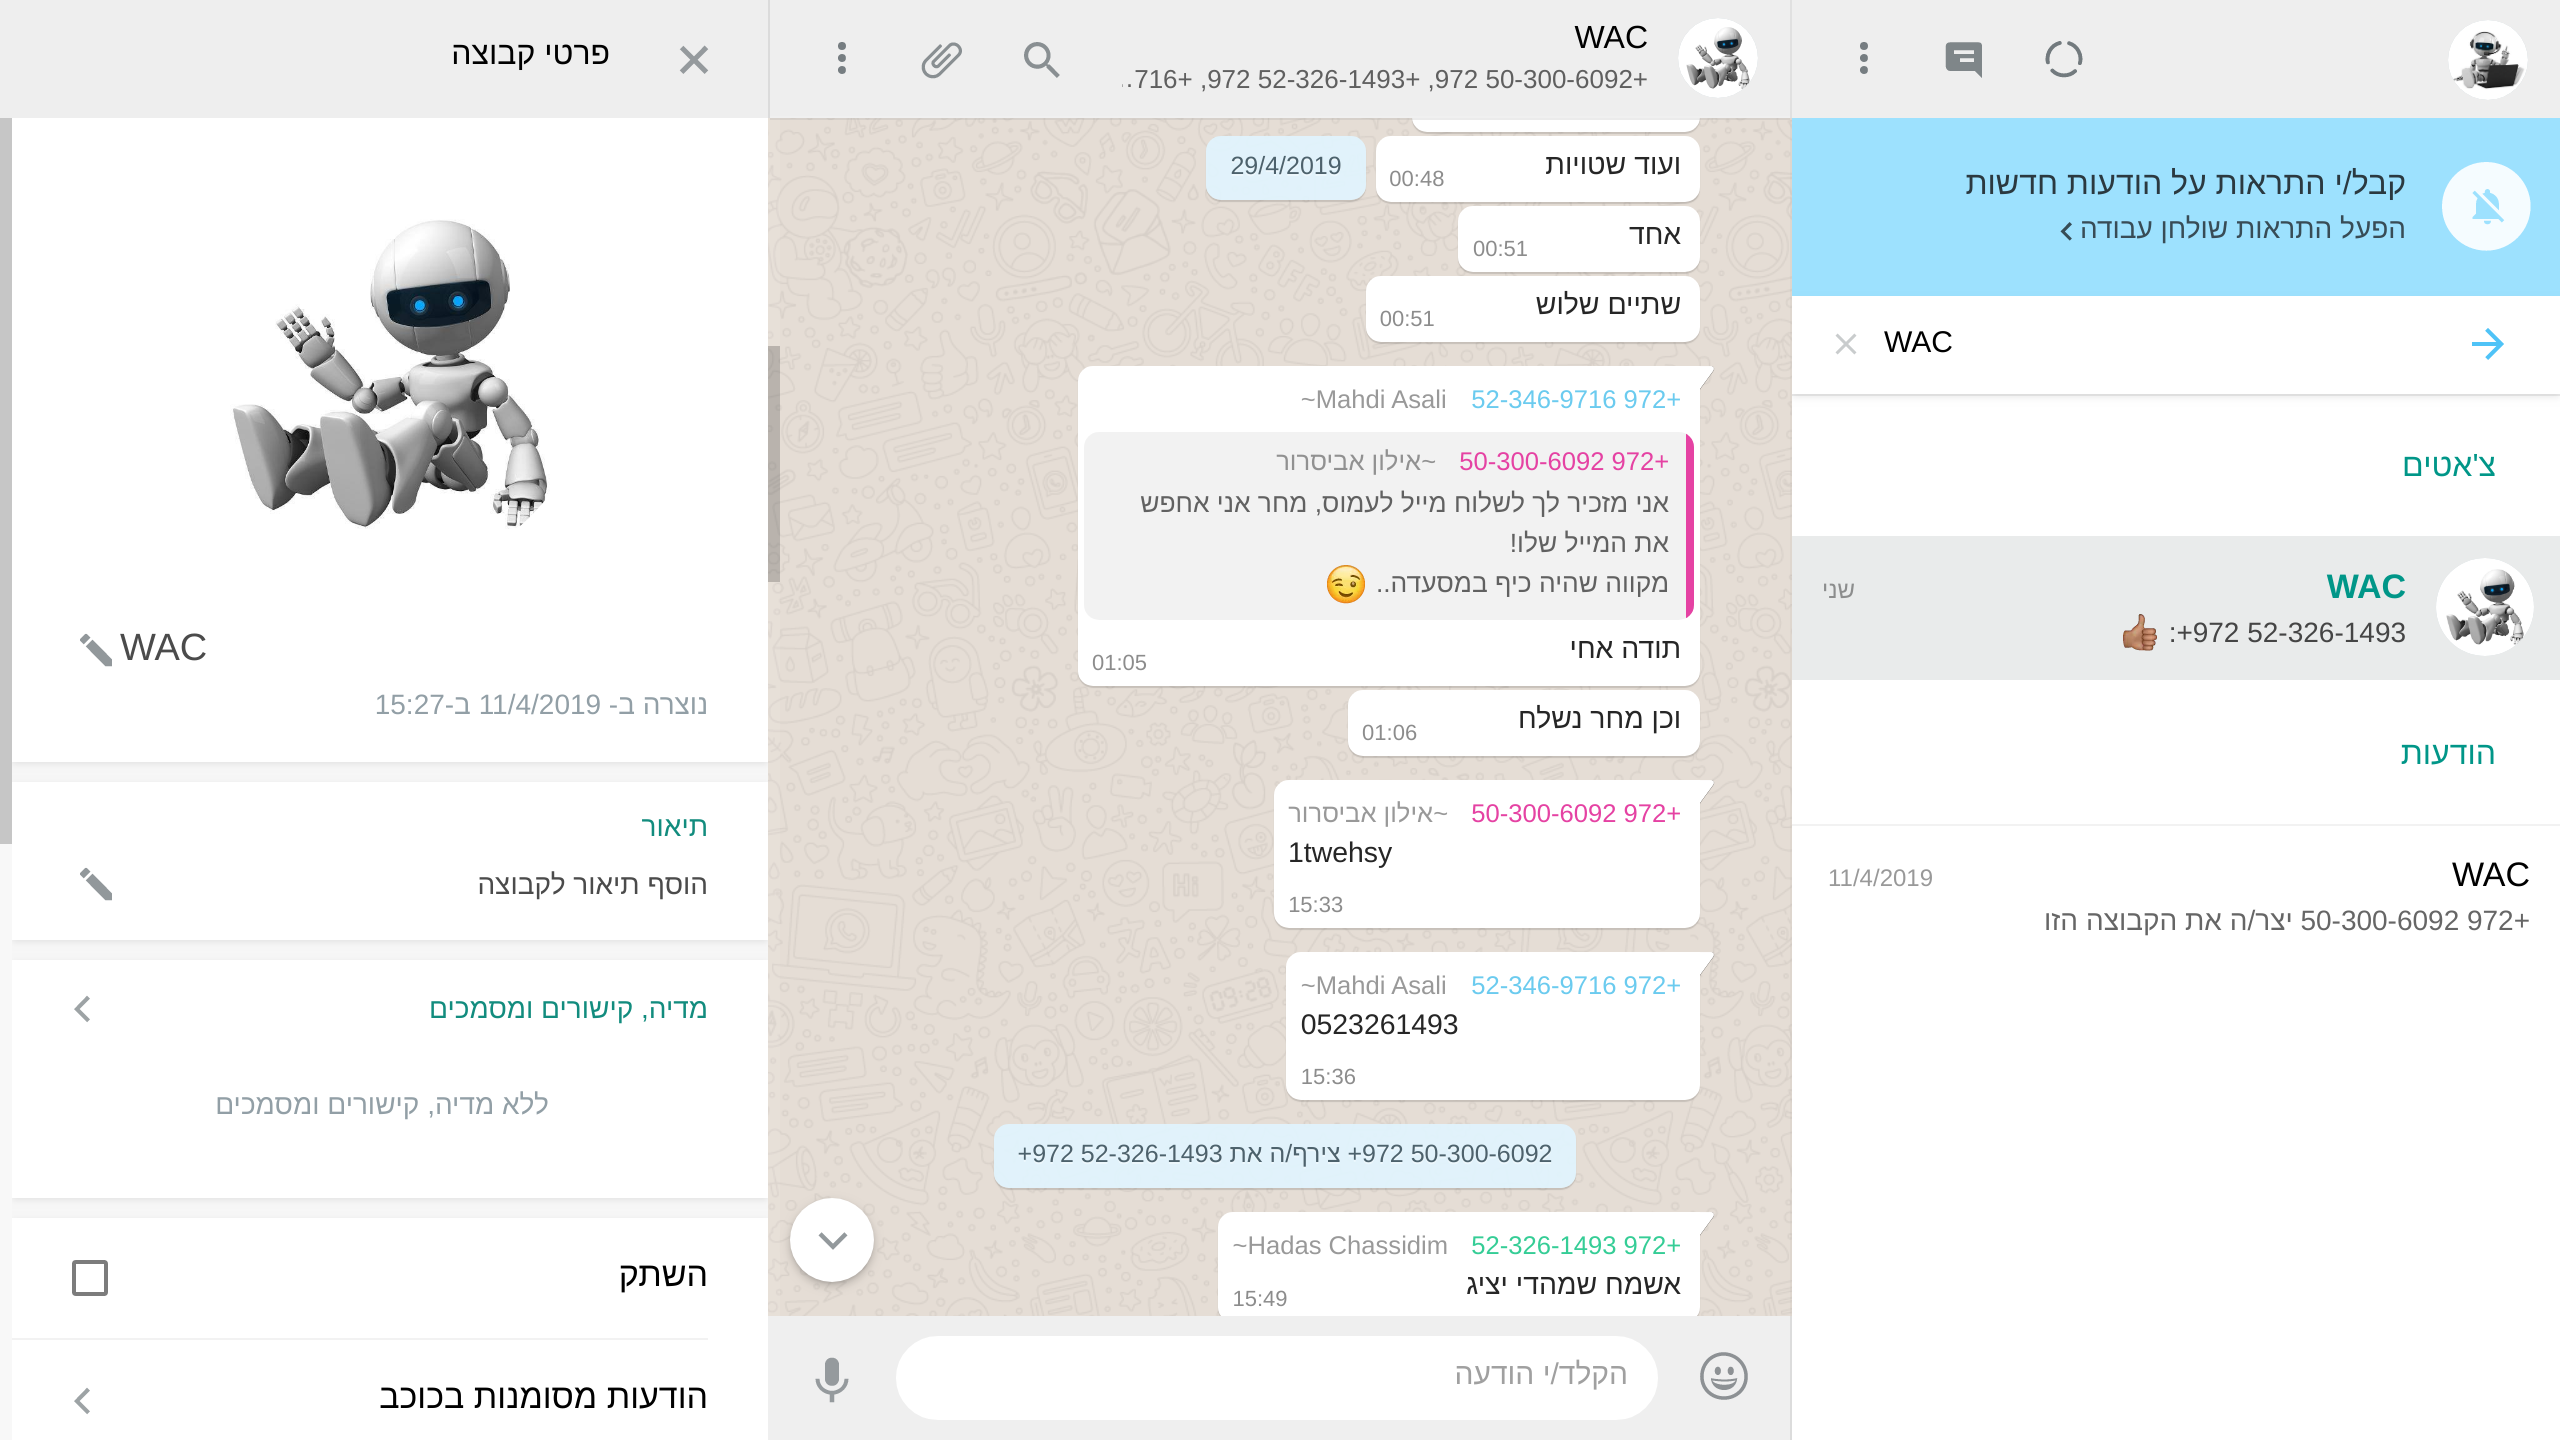 WAC
+972 50-300-6092, +972 52-326-1493, +716..
פרטי קבוצה
קבל/י התראות על הודעות חדשות
הפעל התראות שולחן עבודה
WAC
צ'אטים
WAC
שני
+972 52-326-1493: 👍🏾
הודעות
WAC
11/4/2019
+972 50-300-6092 יצר/ה את הקבוצה הזו
ועוד שטויות
00:48
29/4/2019
אחד
00:51
שתיים שלוש
00:51
+972 52-346-9716 ~Mahdi Asali
+972 50-300-6092 ~אילון אביסרור
אני מזכיר לך לשלוח מייל לעמוס, מחר אני אחפש
את המייל שלו!
מקווה שהיה כיף במסעדה.. 😉
תודה אחי
01:05
וכן מחר נשלח
01:06
+972 50-300-6092 ~אילון אביסרור
1twehsy
15:33
+972 52-346-9716 ~Mahdi Asali
0523261493
15:36
+972 50-300-6092 צירף/ה את +972 52-326-1493
+972 52-326-1493 ~Hadas Chassidim
אשמח שמהדי יציג
15:49
הקלד/י הודעה
WAC
נוצרה ב- 11/4/2019 ב-15:27
תיאור
הוסף תיאור לקבוצה
מדיה, קישורים ומסמכים
ללא מדיה, קישורים ומסמכים
השתק
הודעות מסומנות בכוכב